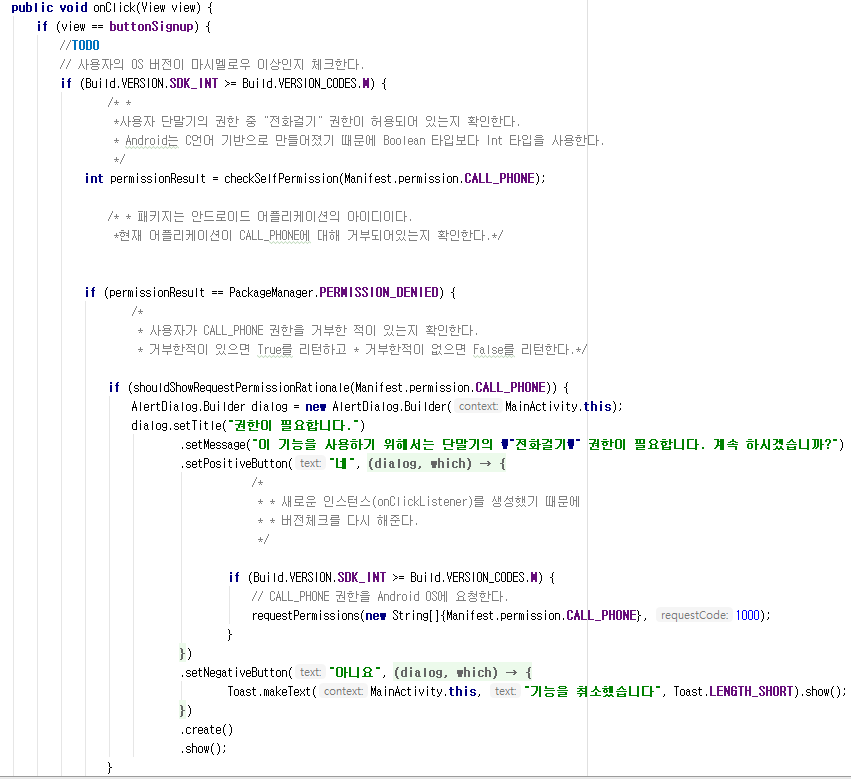 public void onClick(View view) {
if (view == buttonSignup) {
//TODO
// 사용자의 OS 버전이 마시멜로우 이상인지 체크한다.
if (Build.VERSION.SDK_INT >= Build.VERSION_CODES.M) {
/* *
*사용자 단말기의 권한 중 "전화걸기" 권한이 허용되어 있는지 확인한다.
* Android는 C언어 기반으로 만들어졌기 때문에 Boolean 타입보다 Int 타입을 사용한다.
*/
int permissionResult = checkSelfPermission(Manifest.permission.CALL_PHONE);
/* * 패키지는 안드로이드 어플리케이션의 아이디이다.
*현재 어플리케이션이 CALL_PHONE에 대해 거부되어있는지 확인한다.*/
if (permissionResult == PackageManager.PERMISSION_DENIED) {
/*
* 사용자가 CALL_PHONE 권한을 거부한 적이 있는지 확인한다.
* 거부한적이 있으면 True를 리턴하고 * 거부한적이 없으면 False를 리턴한다.*/
if (shouldShowRequestPermissionRationale(Manifest.permission.CALL_PHONE)) {
AlertDialog.Builder dialog = new AlertDialog.Builder( context: MainActivity.this);
dialog.setTitle("권한이 필요합니다.")
.setMessage("이 기능을 사용하기 위해서는 단말기의 \"전화걸기\" 권한이 필요합니다. 계속 하시겠습니까?")
.setPositiveButton( text: "네", (dialog, which) → {
/*
* * 새로운 인스턴스(onClickListener)를 생성했기 때문에
* * 버전체크를 다시 해준다.
*/
if (Build.VERSION.SDK_INT >= Build.VERSION_CODES.M) {
// CALL_PHONE 권한을 Android OS에 요청한다.
requestPermissions(new String[]{Manifest.permission.CALL_PHONE}, requestCode: 1000);
}
})
.setNegativeButton( text: "아니요", (dialog, which) → {
Toast.makeText( context: MainActivity.this, text: "기능을 취소했습니다", Toast.LENGTH_SHORT).show();
})
.create()
.show();
}